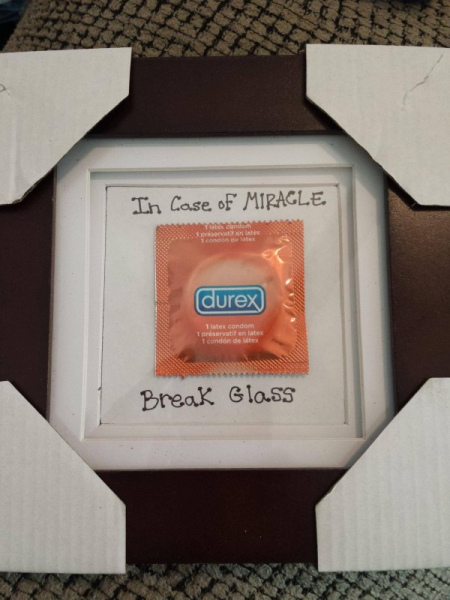 In Case of MIRACLE
1 latex condom
1 préservatif en latex
1 condón de látex
durex
1 latex condom
1 préservatif en latex
1 condón de látex
Break Glass